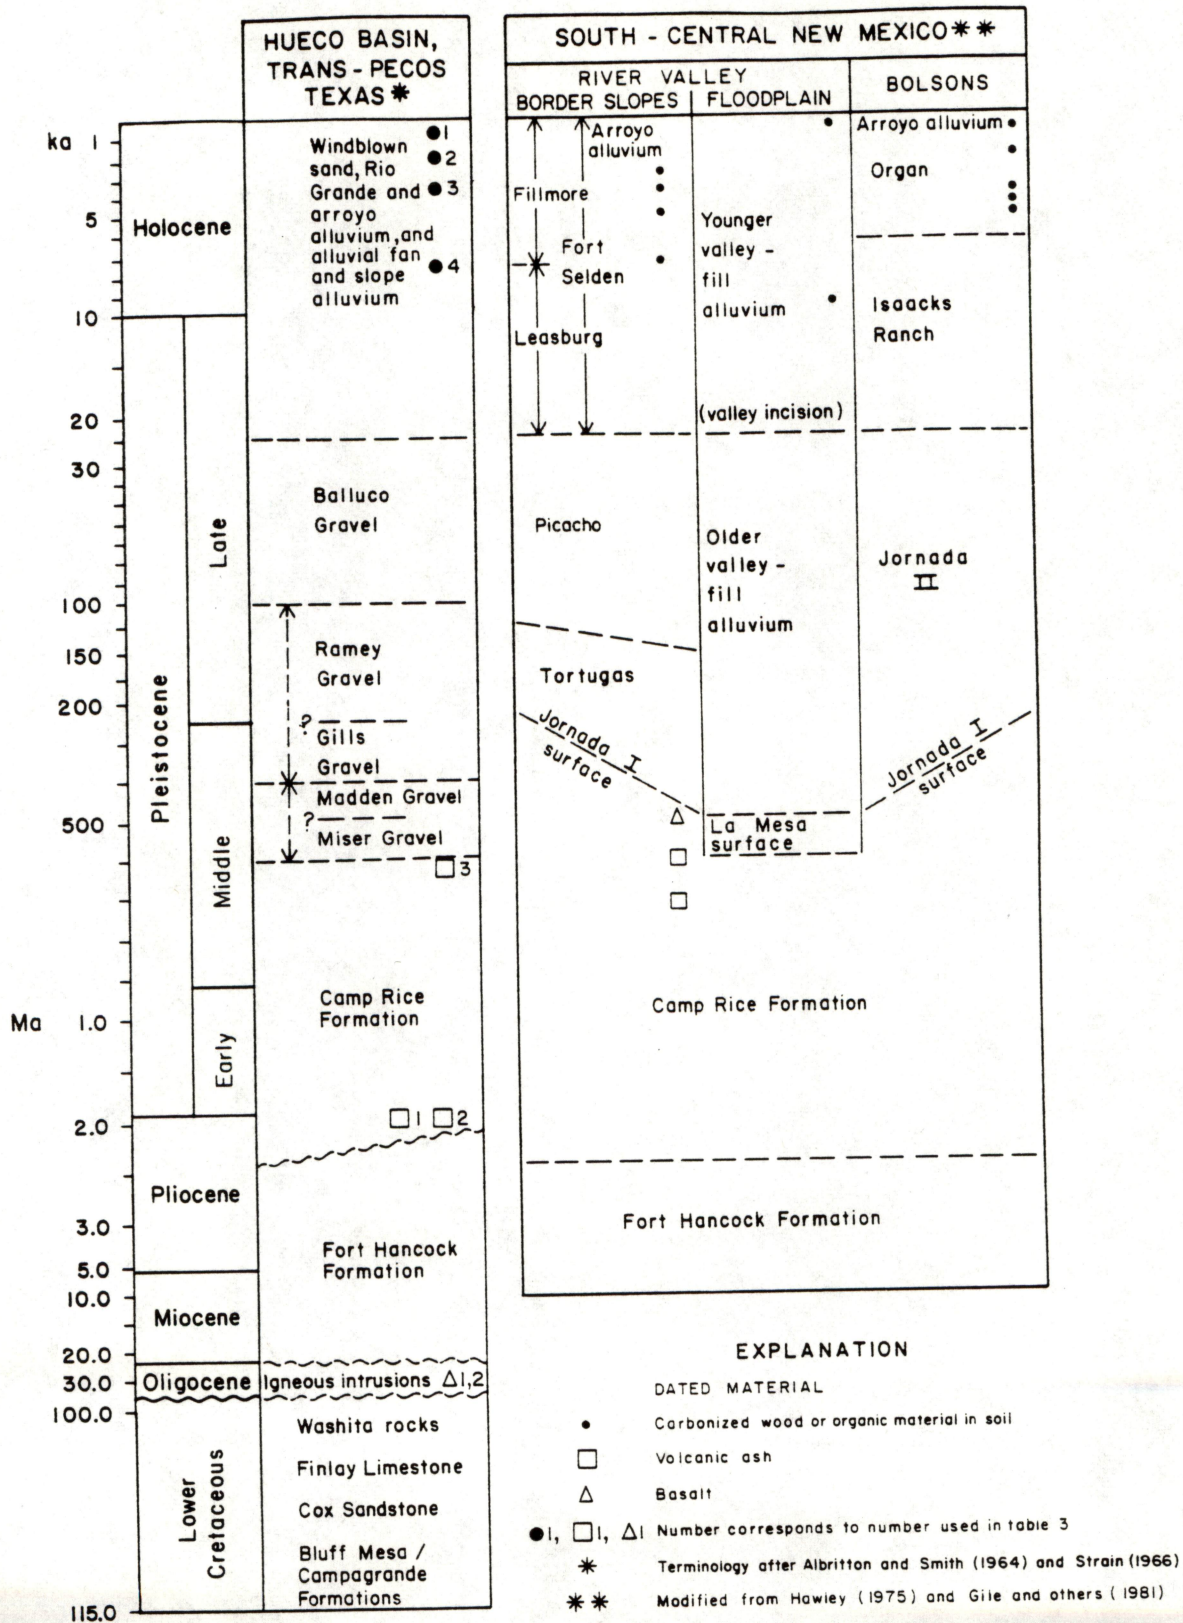 HUECO BASIN,
TRANS - PECOS
TEXAS *
SOUTH - CENTRAL NEW MEXICO **
RIVER VALLEY
BORDER SLOPES
FLOODPLAIN
BOLSONS
ka 1
5
10
20
30
100
150
200
500
Ma 1.0
2.0
3.0
5.0
10.0
20.0
30.0
100.0
115.0
Holocene
Pleistocene
Late
Middle
Early
Pliocene
Miocene
Oligocene
Lower
Cretaceous
Windblown
sand, Rio
Grande and
arroyo
alluvium, and
alluvial fan
and slope
alluvium
●1
●2
●3
●4
Balluco
Gravel
Ramey
Gravel
?
Gills
Gravel
Madden Gravel
?
Miser Gravel
□3
Camp Rice
Formation
□1 □2
Fort Hancock
Formation
Igneous intrusions △1,2
Washita rocks
Finlay Limestone
Cox Sandstone
Bluff Mesa /
Campagrande
Formations
Arroyo
alluvium
Fillmore
Fort
Selden
Leasburg
Picacho
Tortugas
Jornada I
surface
Younger
valley -
fill
alluvium
(valley incision)
Older
valley -
fill
alluvium
La Mesa
surface
Arroyo alluvium
Organ
Isaacks
Ranch
Jornada
II
Jornada I
surface
Camp Rice Formation
Fort Hancock Formation
EXPLANATION
DATED MATERIAL
● Carbonized wood or organic material in soil
□ Volcanic ash
△ Basalt
●1, □1, △1 Number corresponds to number used in table 3
* Terminology after Albritton and Smith (1964) and Strain (1966)
** Modified from Hawley (1975) and Gile and others (1981)